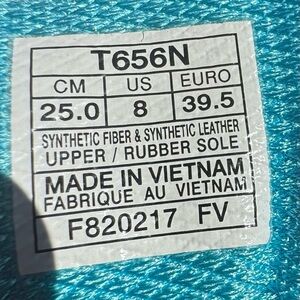 T656N
CM US EURO
25.0 8 39.5
SYNTHETIC FIBER & SYNTHETIC LEATHER
UPPER / RUBBER SOLE
MADE IN VIETNAM
FABRIQUE AU VIETNAM
F820217 FV